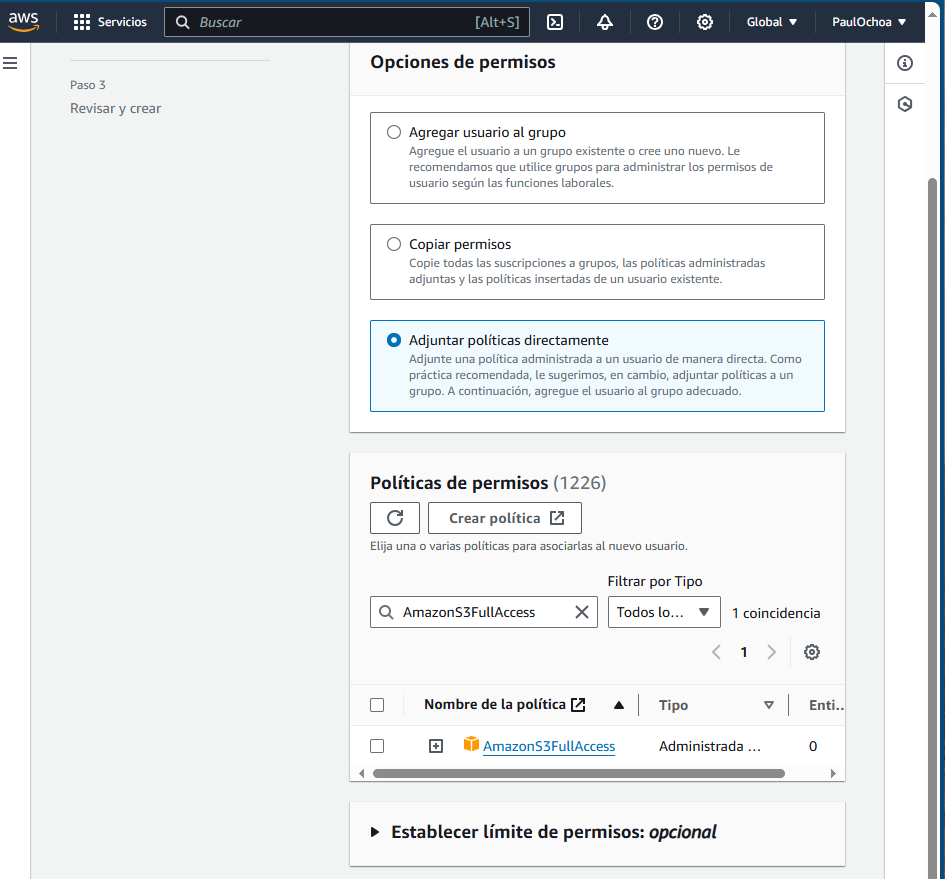 aws
Servicios
Buscar
[Alt+S]
Global
PaulOchoa
Paso 3
Revisar y crear
Opciones de permisos
Agregar usuario al grupo
Agregue el usuario a un grupo existente o cree uno nuevo. Le
recomendamos que utilice grupos para administrar los permisos de
usuario según las funciones laborales.
Copiar permisos
Copie todas las suscripciones a grupos, las políticas administradas
adjuntas y las políticas insertadas de un usuario existente.
Adjuntar políticas directamente
Adjunte una política administrada a un usuario de manera directa. Como
práctica recomendada, le sugerimos, en cambio, adjuntar políticas a un
grupo. A continuación, agregue el usuario al grupo adecuado.
Políticas de permisos (1226)
Crear política
Elija una o varias políticas para asociarlas al nuevo usuario.
Filtrar por Tipo
AmazonS3FullAccess
Todos lo...
1 coincidencia
1
Nombre de la política
Tipo
Enti..
AmazonS3FullAccess
Administrada ...
0
Establecer límite de permisos: opcional